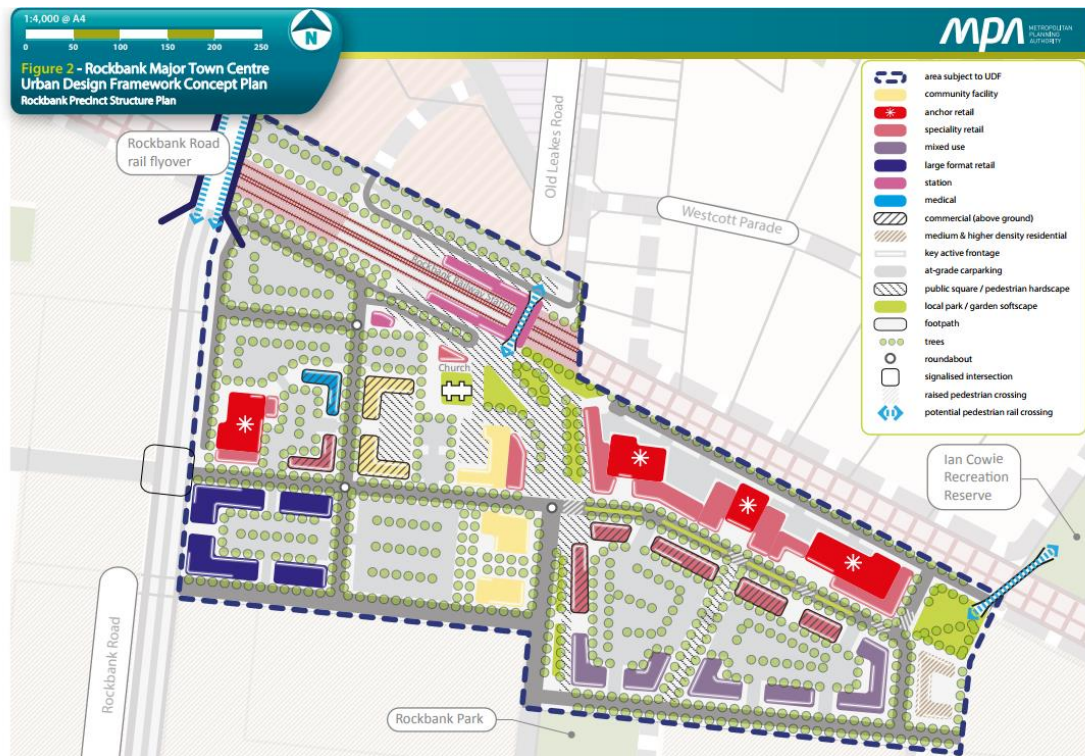 1:4,000 @ A4
0 50 100 150 200 250
N
Figure 2 - Rockbank Major Town Centre
Urban Design Framework Concept Plan
Rockbank Precinct Structure Plan
MPA
METROPOLITAN
PLANNING
AUTHORITY
area subject to UDF
community facility
anchor retail
speciality retail
mixed use
large format retail
station
medical
commercial (above ground)
medium & higher density residential
key active frontage
at-grade carparking
public square / pedestrian hardscape
local park / garden softscape
footpath
trees
roundabout
signalised intersection
raised pedestrian crossing
potential pedestrian rail crossing
Rockbank Road
rail flyover
Old Leakes Road
Westcott Parade
Rockbank Railway Station
Church
Ian Cowie
Recreation
Reserve
Rockbank Road
Rockbank Park